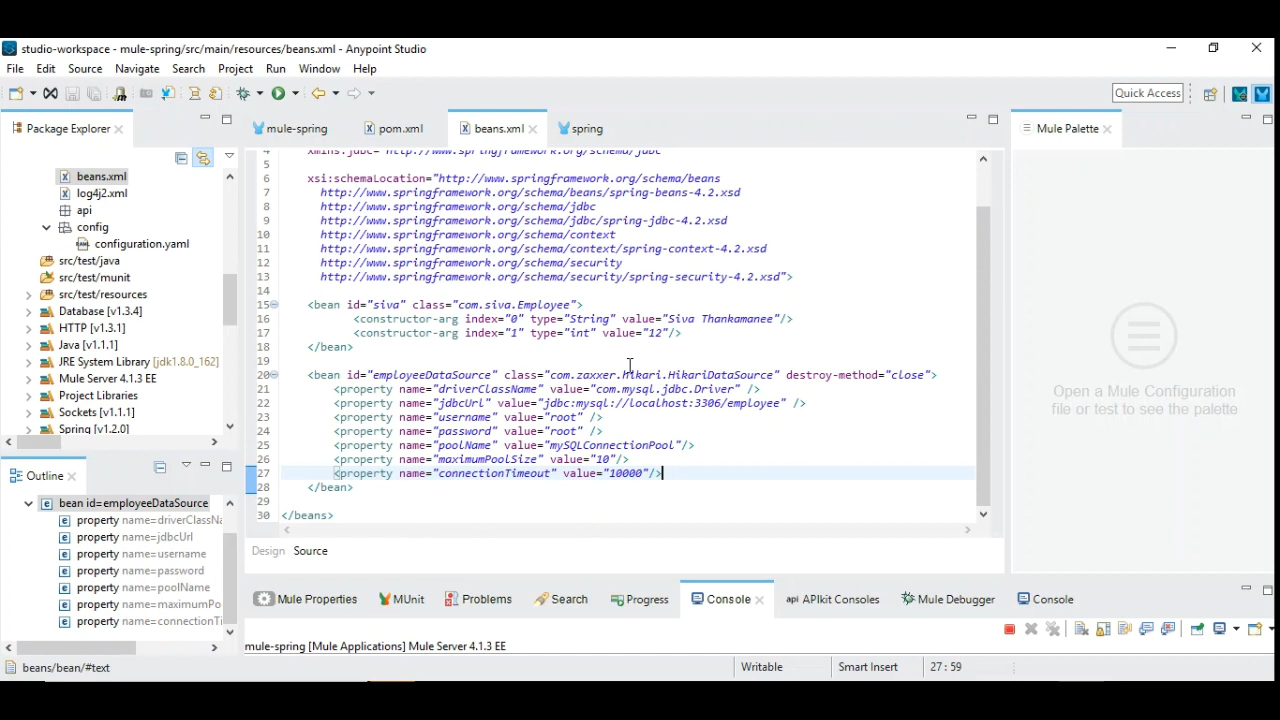 studio-workspace - mule-spring/src/main/resources/beans.xml - Anypoint Studio
File Edit Source Navigate Search Project Run Window Help
Quick Access
Package Explorer
beans.xml
log4j2.xml
api
config
configuration.yaml
src/test/java
src/test/munit
src/test/resources
Database [v1.3.4]
HTTP [v1.3.1]
Java [v1.1.1]
JRE System Library [jdk1.8.0_162]
Mule Server 4.1.3 EE
Project Libraries
Sockets [v1.1.1]
Spring [v1.2.0]
Outline
bean id=employeeDataSource
property name=driverClassNa
property name=jdbcUrl
property name=username
property name=password
property name=poolName
property name=maximumPo
property name=connectionTi
mule-spring pom.xml beans.xml spring
4 xmlns:jdbc="http://www.springframework.org/schema/jdbc"
5
6 xsi:schemaLocation="http://www.springframework.org/schema/beans
7 http://www.springframework.org/schema/beans/spring-beans-4.2.xsd
8 http://www.springframework.org/schema/jdbc
9 http://www.springframework.org/schema/jdbc/spring-jdbc-4.2.xsd
10 http://www.springframework.org/schema/context
11 http://www.springframework.org/schema/context/spring-context-4.2.xsd
12 http://www.springframework.org/schema/security
13 http://www.springframework.org/schema/security/spring-security-4.2.xsd">
14
15 <bean id="siva" class="com.siva.Employee">
16 <constructor-arg index="0" type="String" value="Siva Thankamanee"/>
17 <constructor-arg index="1" type="int" value="12"/>
18 </bean>
19
20 <bean id="employeeDataSource" class="com.zaxxer.hikari.HikariDataSource" destroy-method="close">
21 <property name="driverClassName" value="com.mysql.jdbc.Driver" />
22 <property name="jdbcUrl" value="jdbc:mysql://localhost:3306/employee" />
23 <property name="username" value="root" />
24 <property name="password" value="root" />
25 <property name="poolName" value="mySQLConnectionPool"/>
26 <property name="maximumPoolSize" value="10"/>
27 <property name="connectionTimeout" value="10000"/>
28 </bean>
29
30 </beans>
Design Source
Mule Palette
Open a Mule Configuration
file or test to see the palette
Mule Properties MUnit Problems Search Progress Console APIkit Consoles Mule Debugger Console
mule-spring [Mule Applications] Mule Server 4.1.3 EE
beans/bean/#text Writable Smart Insert 27 : 59